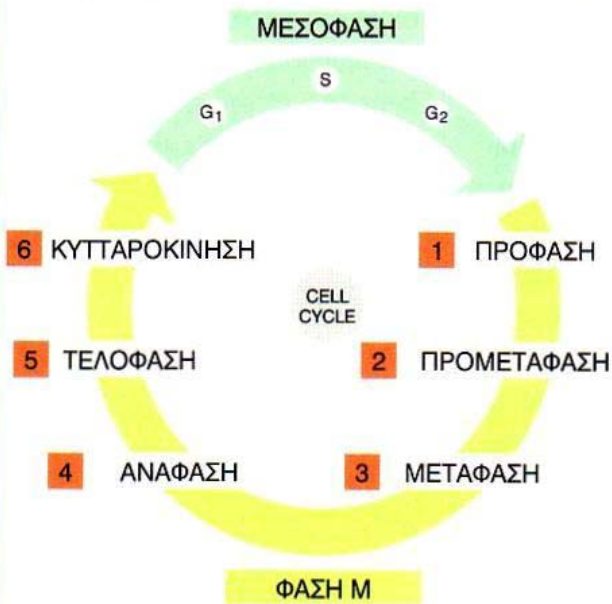 ΜΕΣΟΦΑΣΗ
S
G₁
G₂
6 ΚΥΤΤΑΡΟΚΙΝΗΣΗ
1 ΠΡΟΦΑΣΗ
CELL
CYCLE
5 ΤΕΛΟΦΑΣΗ
2 ΠΡΟΜΕΤΑΦΑΣΗ
4 ΑΝΑΦΑΣΗ
3 ΜΕΤΑΦΑΣΗ
ΦΑΣΗ Μ